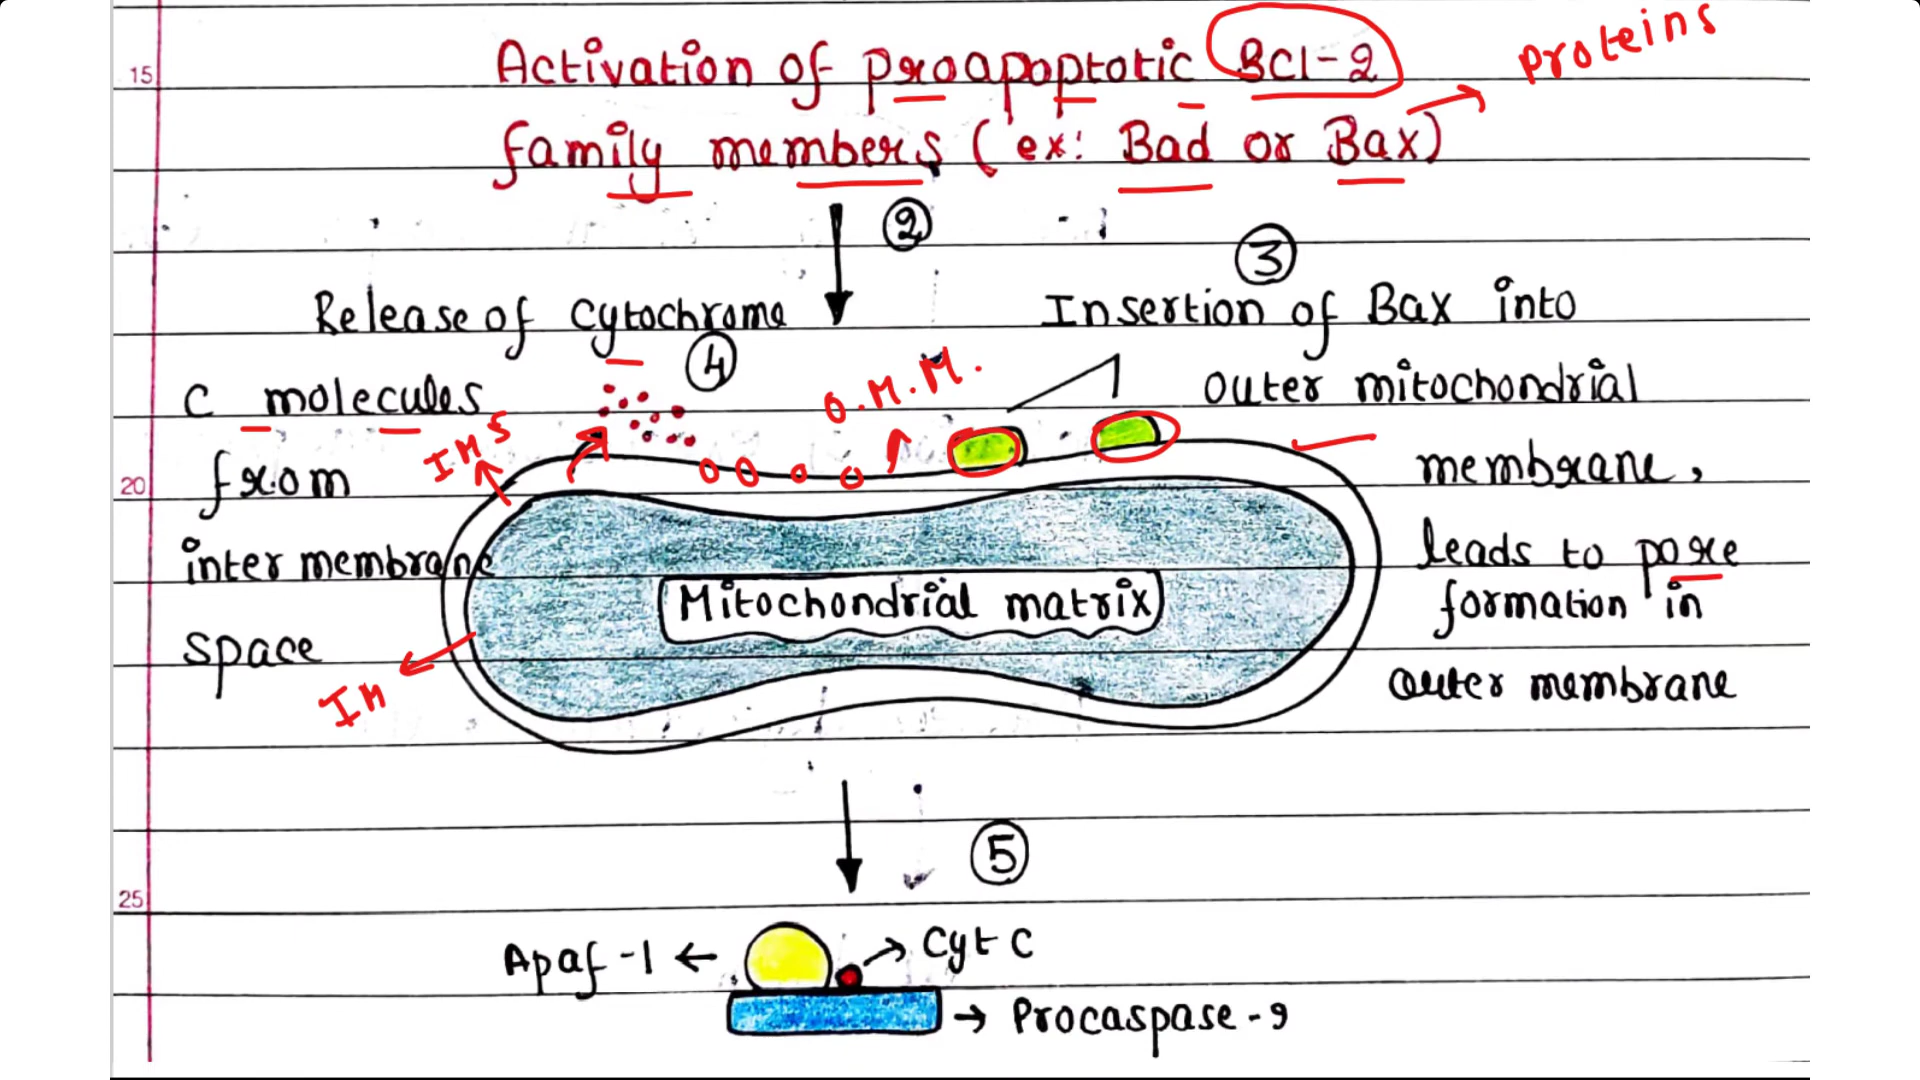 15
Activation of proapoptotic Bcl-2
proteins
family members (ex: Bad or Bax)
2
3
Release of cytochrome
Insertion of Bax into
4
O.M.M.
C molecules
outer mitochondrial
IMS
from
membrane,
20
inter membrane
leads to pore
Mitochondrial matrix
formation in
space
outer membrane
IM
5
25
Apaf-1 ← → Cyt C
→ Procaspase-9